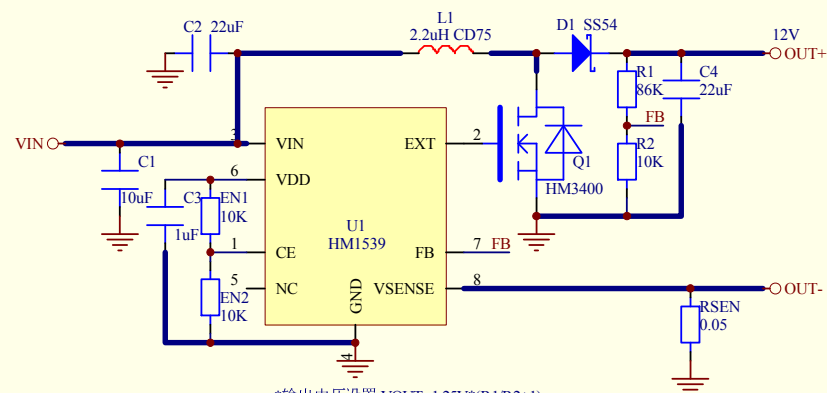 C2 22uF
L1
2.2uH CD75
D1 SS54
12V
OUT+
R1
86K
C4
22uF
FB
R2
10K
VIN
3
VIN
EXT
2
Q1
HM3400
C1
10uF
6
VDD
C3
1uF
EN1
10K
U1
HM1539
1
CE
FB
7
FB
5
NC
EN2
10K
GND
4
VSENSE
8
OUT-
RSEN
0.05